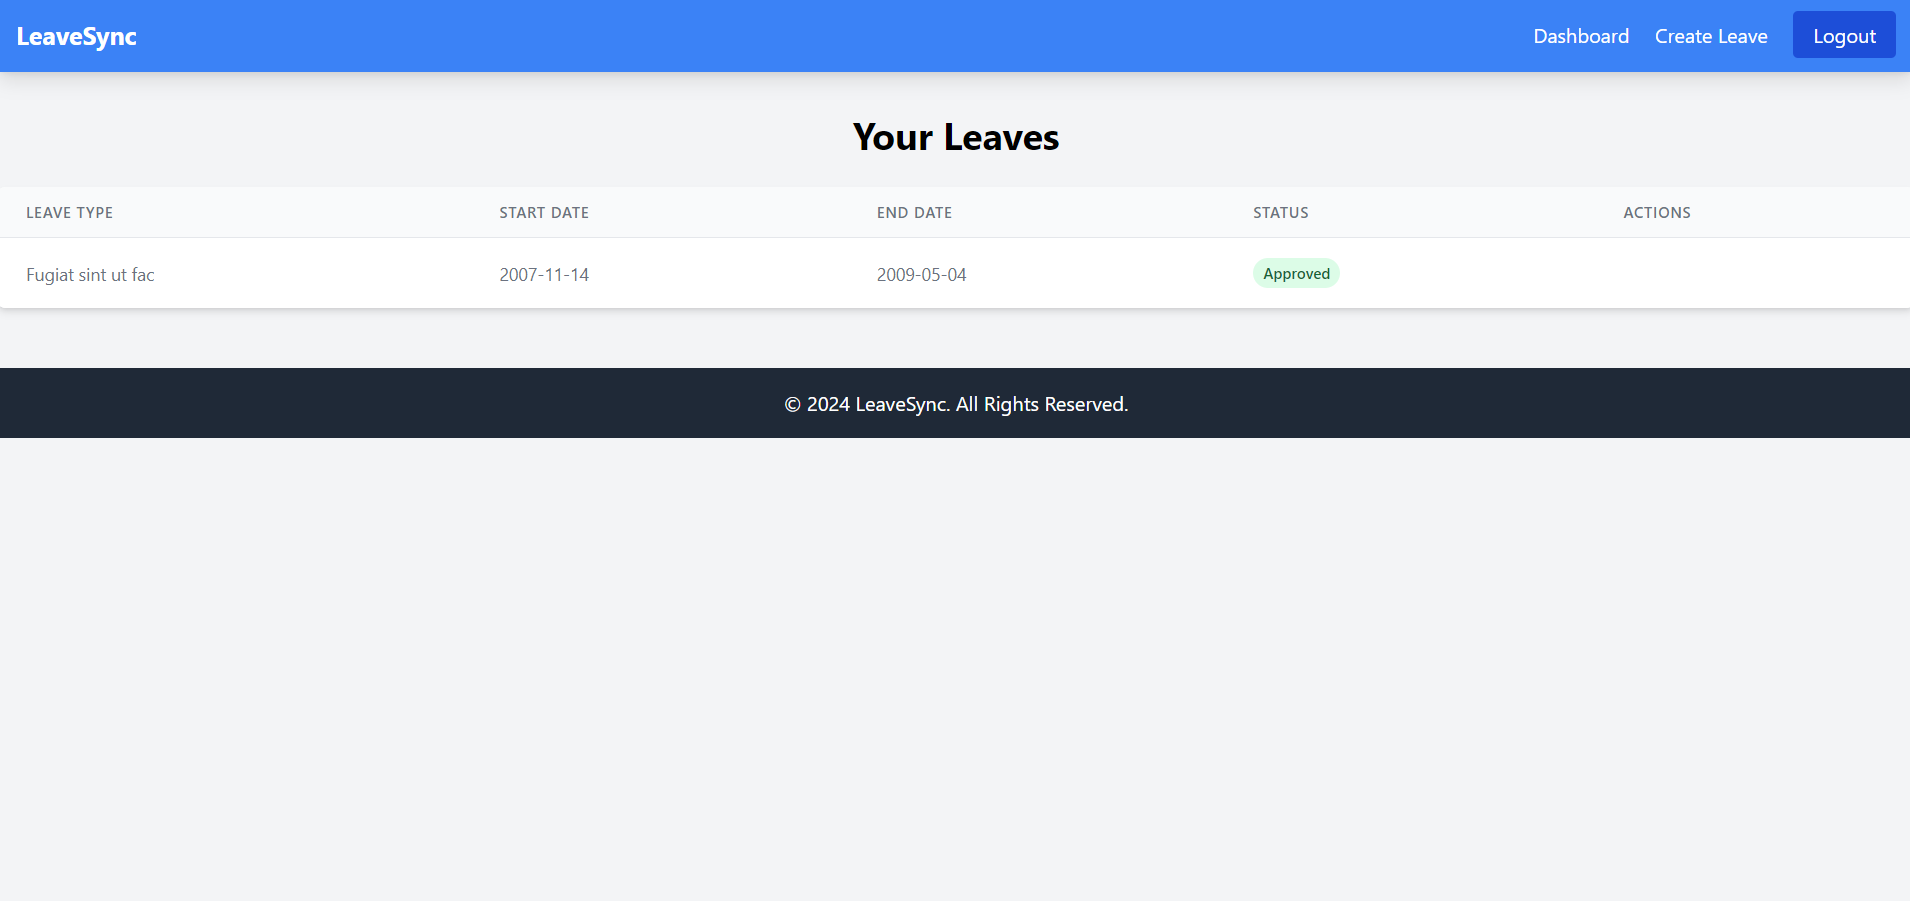 LeaveSync Dashboard Create Leave Logout
Your Leaves
LEAVE TYPE START DATE END DATE STATUS ACTIONS
Fugiat sint ut fac 2007-11-14 2009-05-04 Approved
© 2024 LeaveSync. All Rights Reserved.